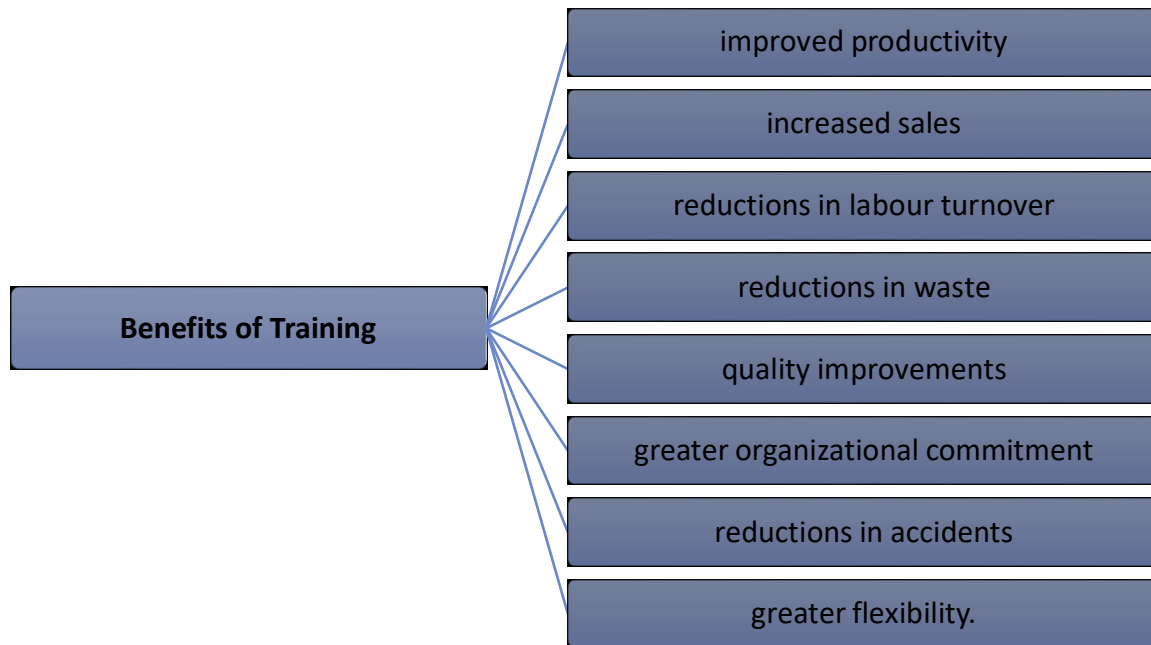 Benefits of Training
improved productivity
increased sales
reductions in labour turnover
reductions in waste
quality improvements
greater organizational commitment
reductions in accidents
greater flexibility.